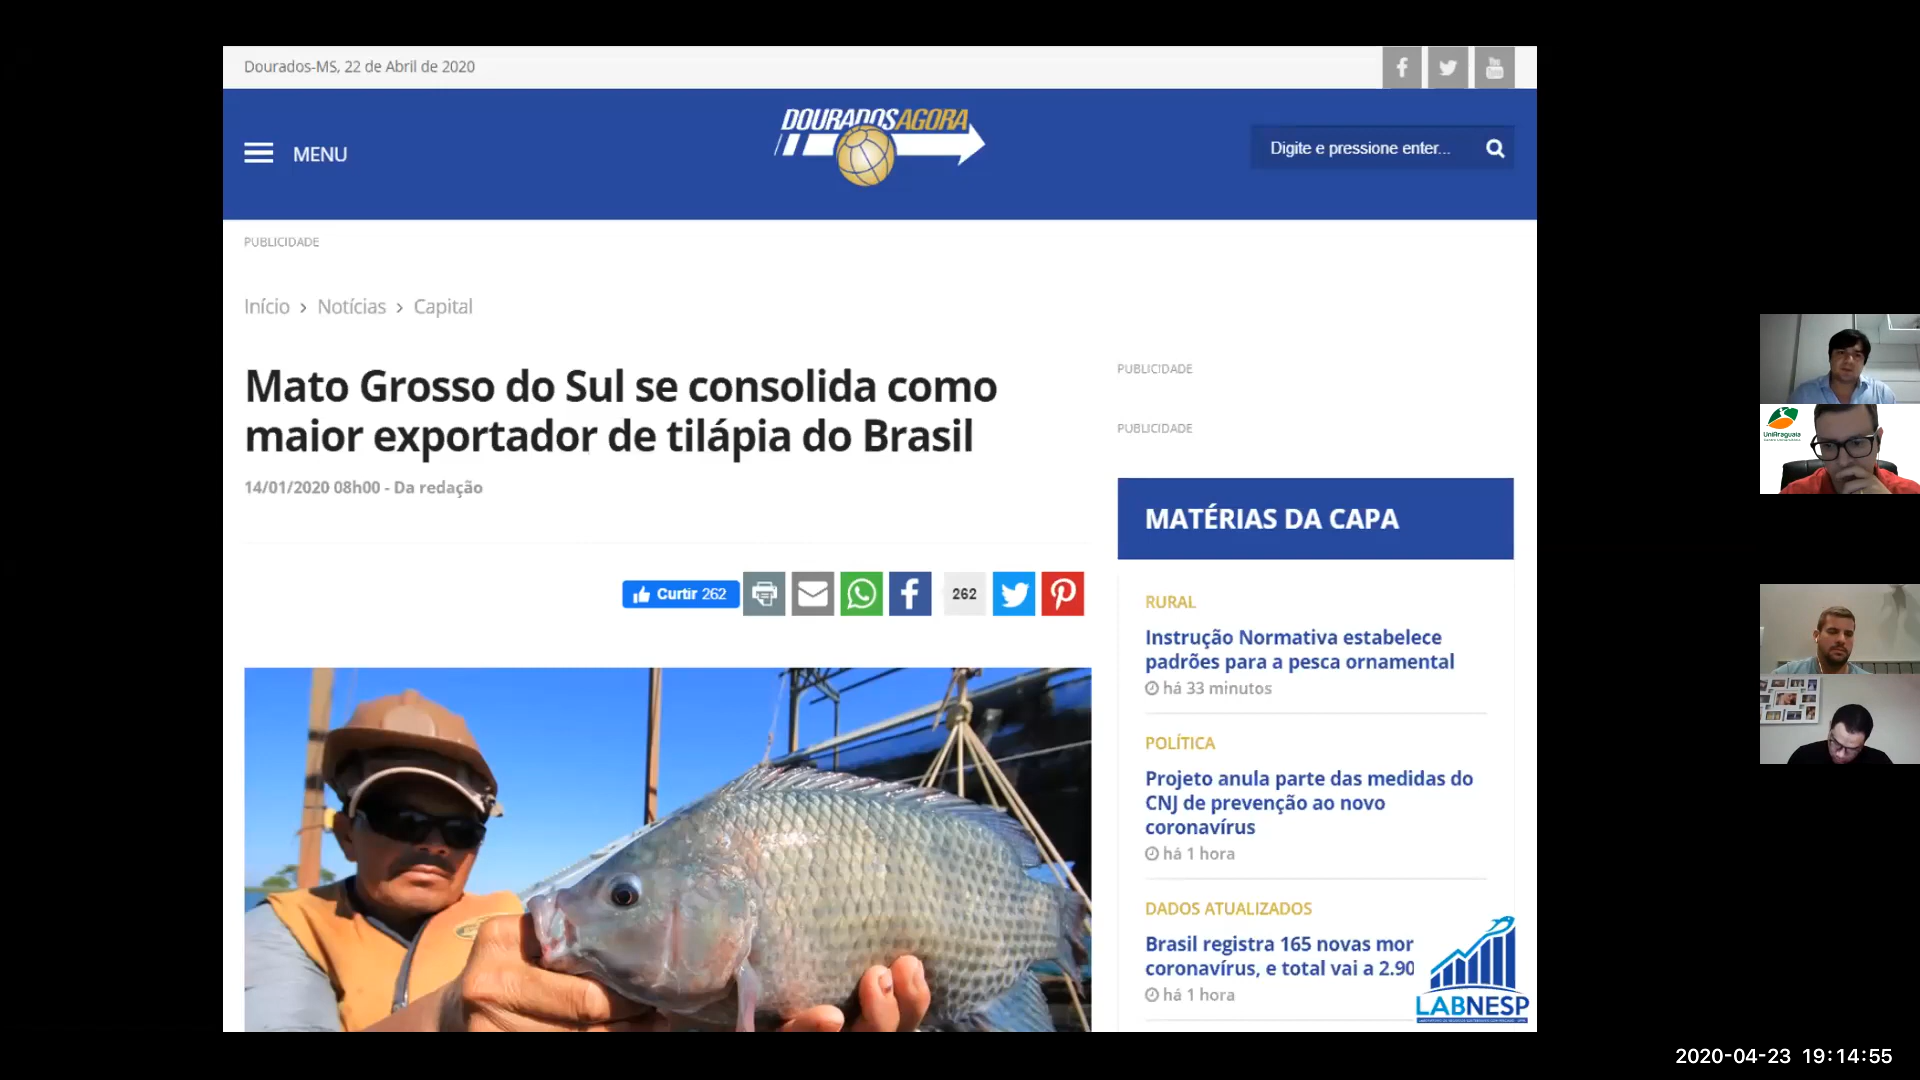 Dourados-MS, 22 de Abril de 2020
MENU
DOURADOSAGORA
Digite e pressione enter...
PUBLICIDADE
Início > Notícias > Capital
Mato Grosso do Sul se consolida como
maior exportador de tilápia do Brasil
14/01/2020 08h00 - Da redação
Curtir 262
262
PUBLICIDADE
PUBLICIDADE
MATÉRIAS DA CAPA
RURAL
Instrução Normativa estabelece
padrões para a pesca ornamental
há 33 minutos
POLÍTICA
Projeto anula parte das medidas do
CNJ de prevenção ao novo
coronavírus
há 1 hora
DADOS ATUALIZADOS
Brasil registra 165 novas mor
coronavírus, e total vai a 2.90
há 1 hora
LABNESP
UniAraguaia
2020-04-23 19:14:55